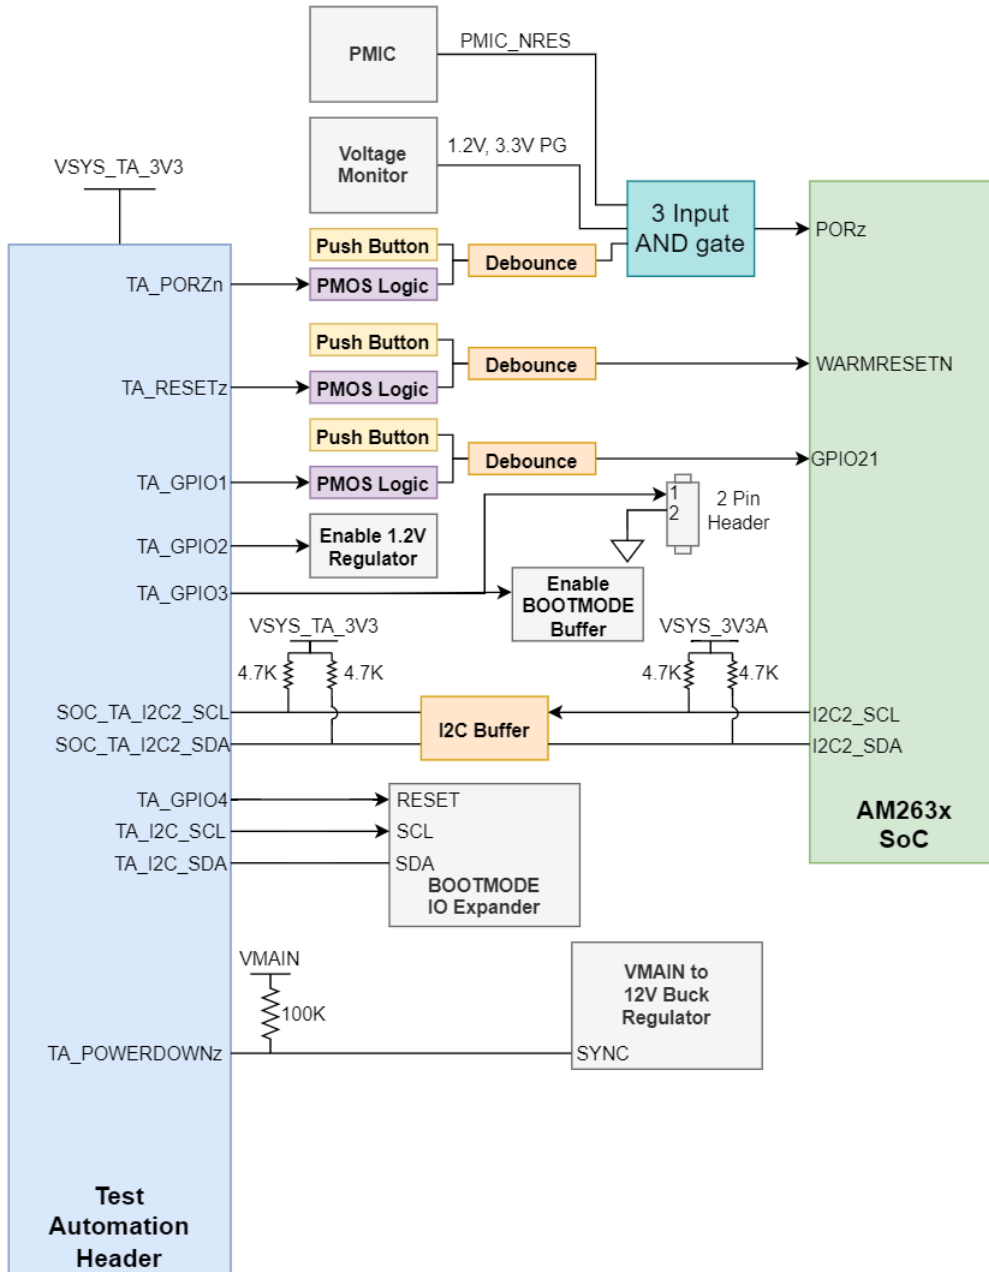 PMIC
PMIC_NRES
Voltage
Monitor
1.2V, 3.3V PG
VSYS_TA_3V3
3 Input
AND gate
PORz
Push Button
Debounce
TA_PORZn
PMOS Logic
Push Button
Debounce
WARMRESETN
TA_RESETz
PMOS Logic
Push Button
Debounce
GPIO21
TA_GPIO1
PMOS Logic
1
2
2 Pin
Header
TA_GPIO2
Enable 1.2V
Regulator
TA_GPIO3
Enable
BOOTMODE
Buffer
VSYS_TA_3V3
VSYS_3V3A
4.7K
4.7K
4.7K
4.7K
SOC_TA_I2C2_SCL
SOC_TA_I2C2_SDA
I2C Buffer
I2C2_SCL
I2C2_SDA
TA_GPIO4
RESET
TA_I2C_SCL
SCL
TA_I2C_SDA
SDA
BOOTMODE
IO Expander
AM263x
SoC
VMAIN
100K
VMAIN to
12V Buck
Regulator
TA_POWERDOWNz
SYNC
Test
Automation
Header